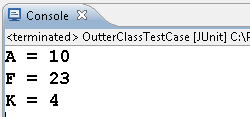 Console
<terminated> OutterClassTestCase [JUnit] C:\
A = 10
F = 23
K = 4